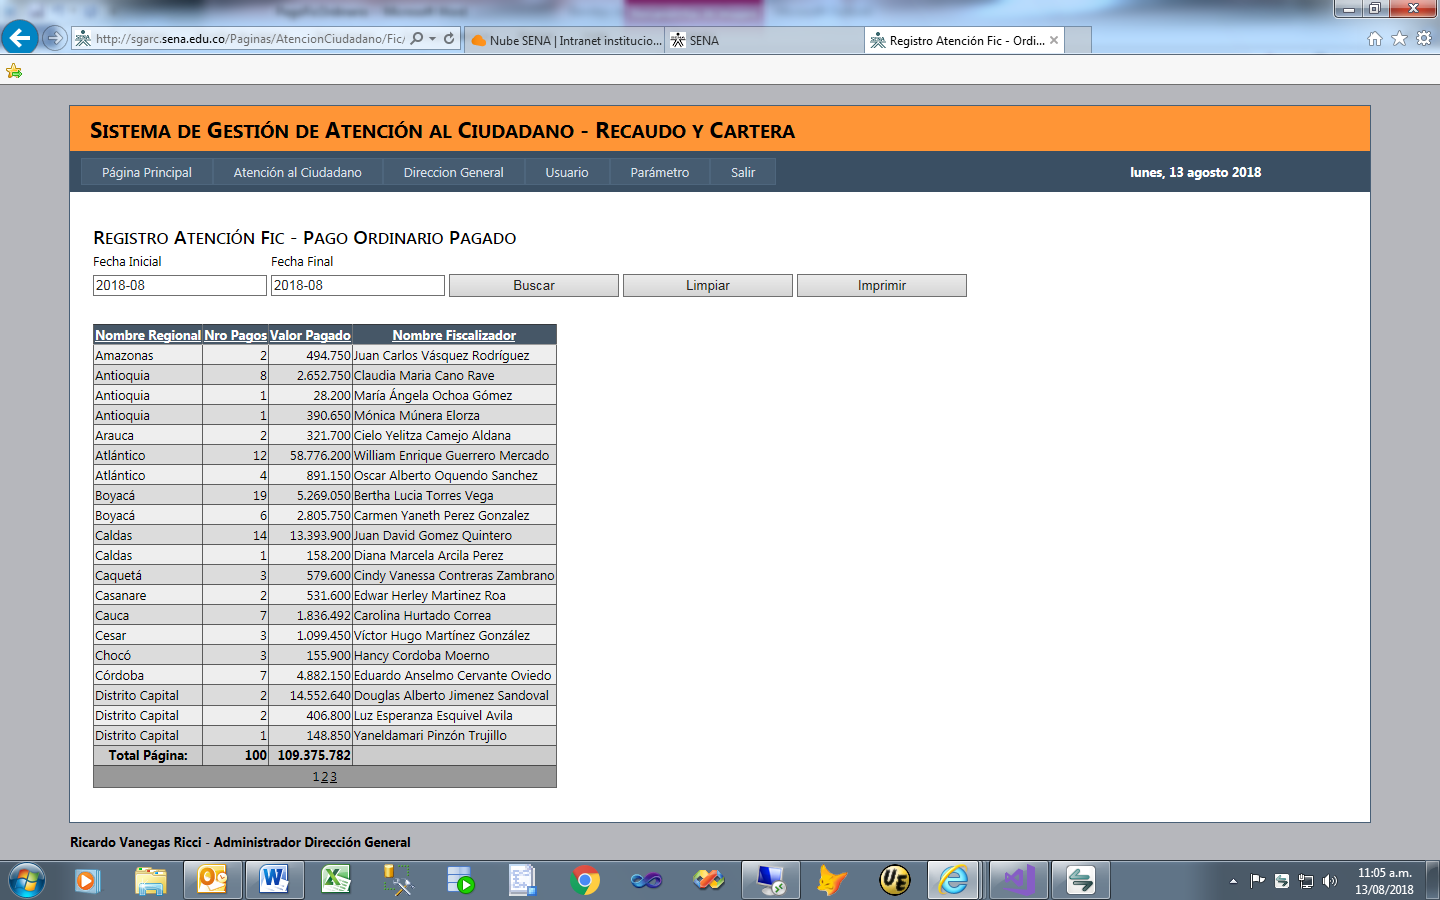 http://sgarc.sena.edu.co/Paginas/AtencionCiudadano/Fic/
Nube SENA | Intranet institucio...
SENA
Registro Atención Fic - Ordi...
SISTEMA DE GESTIÓN DE ATENCIÓN AL CIUDADANO - RECAUDO Y CARTERA
Página Principal Atención al Ciudadano Direccion General Usuario Parámetro Salir lunes, 13 agosto 2018
REGISTRO ATENCIÓN FIC - PAGO ORDINARIO PAGADO
Fecha Inicial Fecha Final
2018-08 2018-08 Buscar Limpiar Imprimir
Nombre Regional Nro Pagos Valor Pagado Nombre Fiscalizador
Amazonas 2 494.750 Juan Carlos Vásquez Rodríguez
Antioquia 8 2.652.750 Claudia Maria Cano Rave
Antioquia 1 28.200 María Ángela Ochoa Gómez
Antioquia 1 390.650 Mónica Múnera Elorza
Arauca 2 321.700 Cielo Yelitza Camejo Aldana
Atlántico 12 58.776.200 William Enrique Guerrero Mercado
Atlántico 4 891.150 Oscar Alberto Oquendo Sanchez
Boyacá 19 5.269.050 Bertha Lucia Torres Vega
Boyacá 6 2.805.750 Carmen Yaneth Perez Gonzalez
Caldas 14 13.393.900 Juan David Gomez Quintero
Caldas 1 158.200 Diana Marcela Arcila Perez
Caquetá 3 579.600 Cindy Vanessa Contreras Zambrano
Casanare 2 531.600 Edwar Herley Martinez Roa
Cauca 7 1.836.492 Carolina Hurtado Correa
Cesar 3 1.099.450 Víctor Hugo Martínez González
Chocó 3 155.900 Hancy Cordoba Moerno
Córdoba 7 4.882.150 Eduardo Anselmo Cervante Oviedo
Distrito Capital 2 14.552.640 Douglas Alberto Jimenez Sandoval
Distrito Capital 2 406.800 Luz Esperanza Esquivel Avila
Distrito Capital 1 148.850 Yaneldamari Pinzón Trujillo
Total Página: 100 109.375.782
1 2 3
Ricardo Vanegas Ricci - Administrador Dirección General
11:05 a.m.
13/08/2018